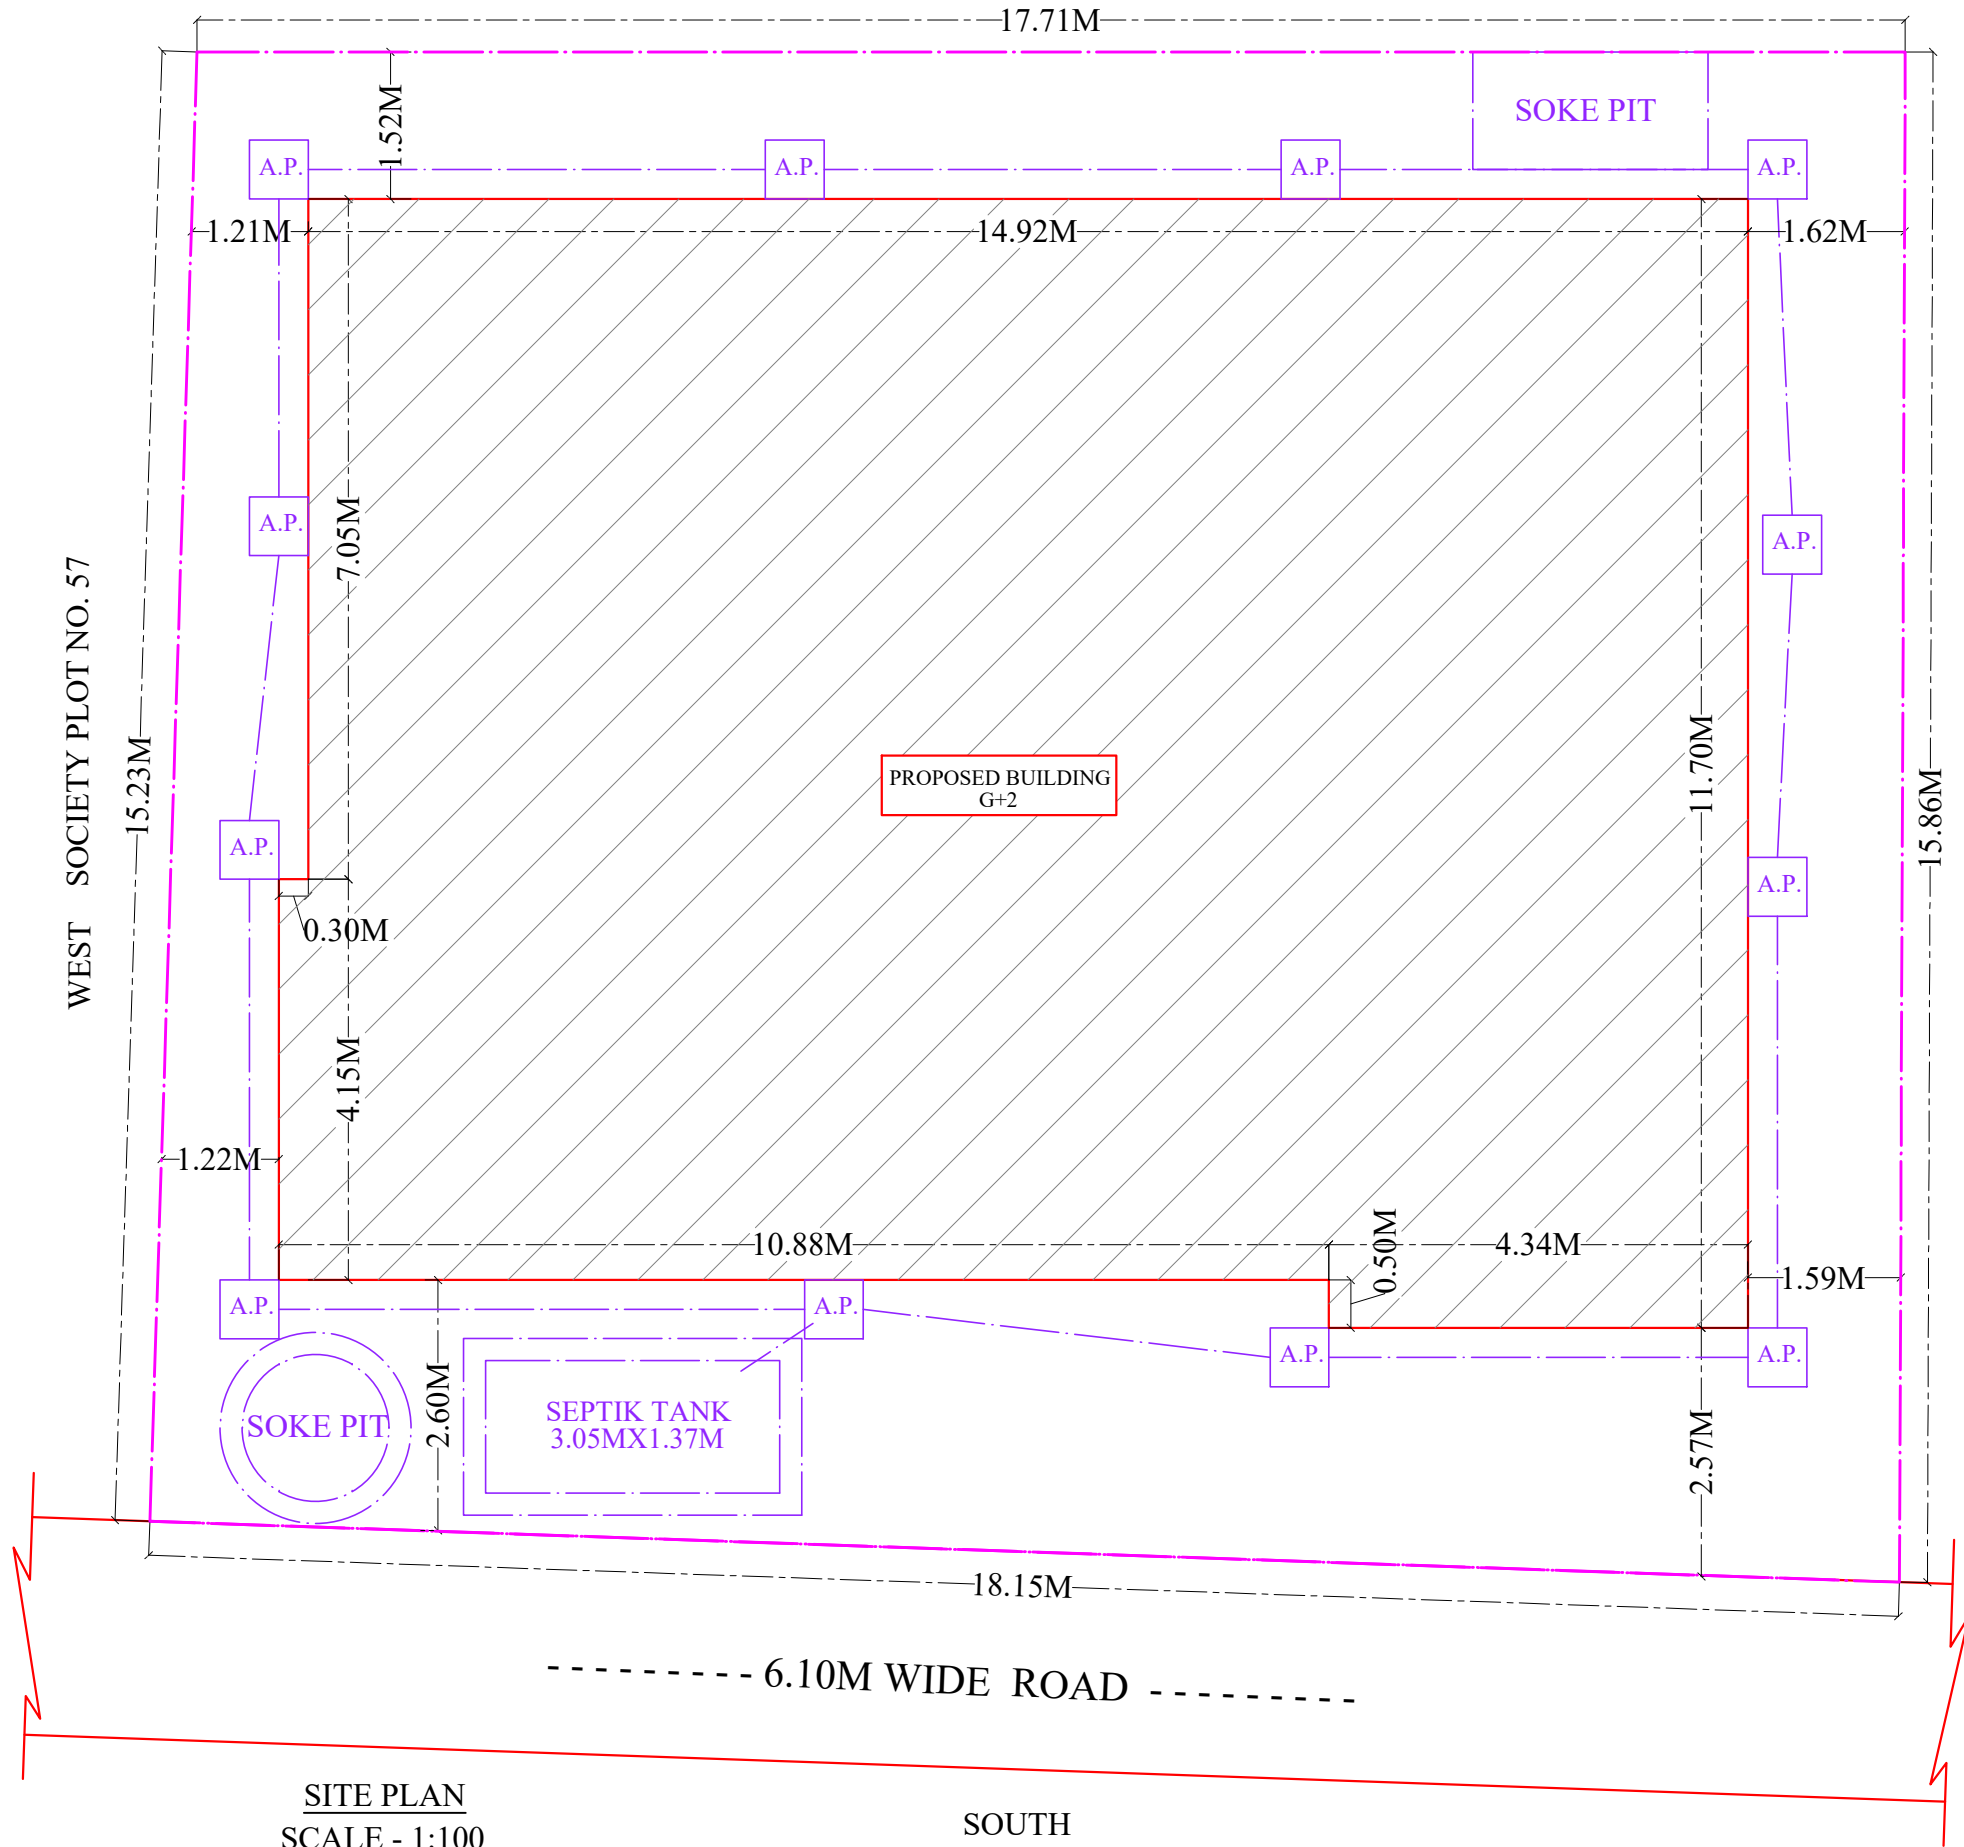 17.71M
1.52M
SOKE PIT
A.P.
A.P.
A.P.
A.P.
1.21M
14.92M
1.62M
A.P.
7.05M
A.P.
WEST SOCIETY PLOT NO. 57
15.23M
PROPOSED BUILDING
G+2
11.70M
15.86M
A.P.
A.P.
0.30M
4.15M
1.22M
10.88M
4.34M
0.50M
1.59M
A.P.
A.P.
A.P.
A.P.
SOKE PIT
2.60M
SEPTIK TANK
3.05MX1.37M
2.57M
18.15M
--------- 6.10M WIDE ROAD ---------
SITE PLAN
SCALE - 1:100
SOUTH